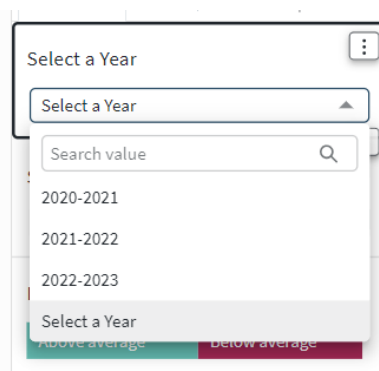 Select a Year
Select a Year
Search value
2020-2021
2021-2022
2022-2023
Select a Year
Above average
Below average